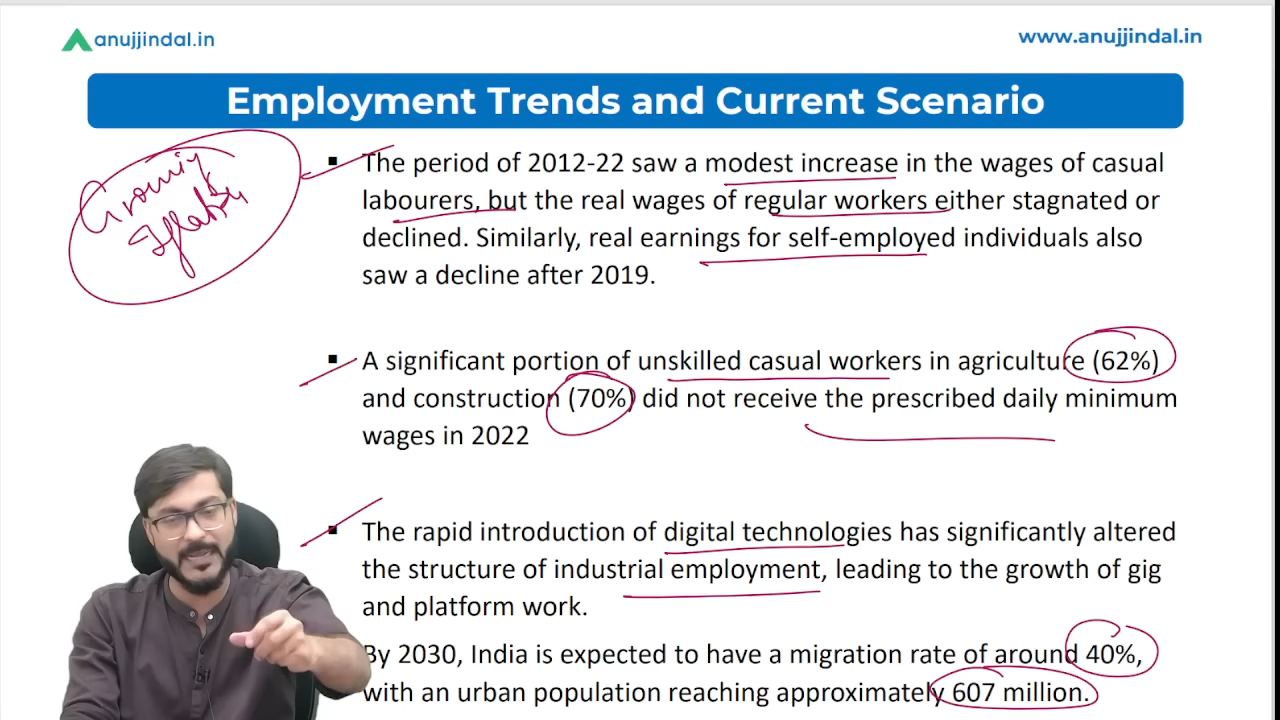 anujjindal.in
www.anujjindal.in
Employment Trends and Current Scenario
The period of 2012-22 saw a modest increase in the wages of casual
labourers, but the real wages of regular workers either stagnated or
declined. Similarly, real earnings for self-employed individuals also
saw a decline after 2019.
A significant portion of unskilled casual workers in agriculture (62%)
and construction (70%) did not receive the prescribed daily minimum
wages in 2022
The rapid introduction of digital technologies has significantly altered
the structure of industrial employment, leading to the growth of gig
and platform work.
By 2030, India is expected to have a migration rate of around 40%,
with an urban population reaching approximately 607 million.